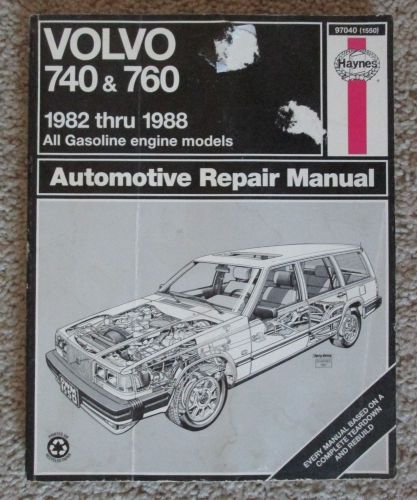 97040 (1550)
Haynes
VOLVO
740 & 760
1982 thru 1988
All Gasoline engine models
Automotive Repair Manual
EVERY MANUAL BASED ON A
COMPLETE TEARDOWN
AND REBUILD